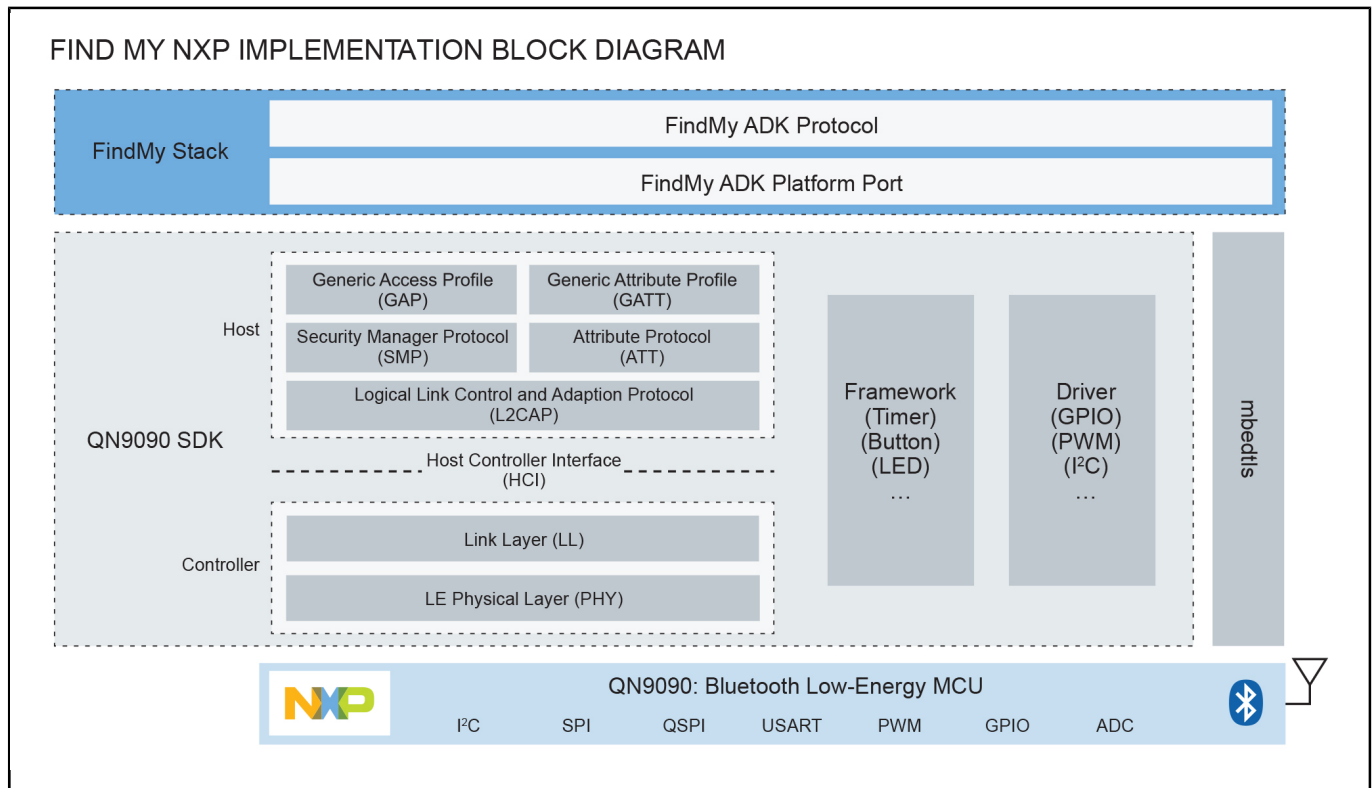 FIND MY NXP IMPLEMENTATION BLOCK DIAGRAM
FindMy Stack
FindMy ADK Protocol
FindMy ADK Platform Port
QN9090 SDK
Host
Generic Access Profile
(GAP)
Generic Attribute Profile
(GATT)
Security Manager Protocol
(SMP)
Attribute Protocol
(ATT)
Logical Link Control and Adaption Protocol
(L2CAP)
Host Controller Interface
(HCI)
Controller
Link Layer (LL)
LE Physical Layer (PHY)
Framework
(Timer)
(Button)
(LED)
...
Driver
(GPIO)
(PWM)
(I²C)
...
mbedtls
NXP
QN9090: Bluetooth Low-Energy MCU
I²C SPI QSPI USART PWM GPIO ADC